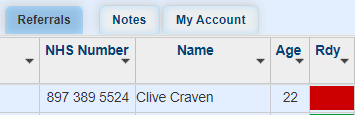 Referrals Notes My Account
NHS Number Name Age Rdy
897 389 5524 Clive Craven 22